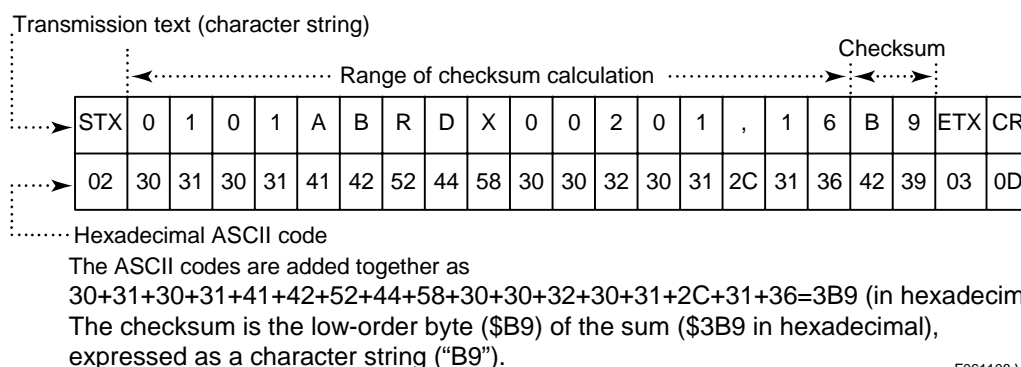 Transmission text (character string)
Checksum
Range of checksum calculation
STX 0 1 0 1 A B R D X 0 0 2 0 1 , 1 6 B 9 ETX CR
02 30 31 30 31 41 42 52 44 58 30 30 32 30 31 2C 31 36 42 39 03 0D
Hexadecimal ASCII code
The ASCII codes are added together as
30+31+30+31+41+42+52+44+58+30+30+32+30+31+2C+31+36=3B9 (in hexadecim
The checksum is the low-order byte ($B9) of the sum ($3B9 in hexadecimal),
expressed as a character string (“B9”).